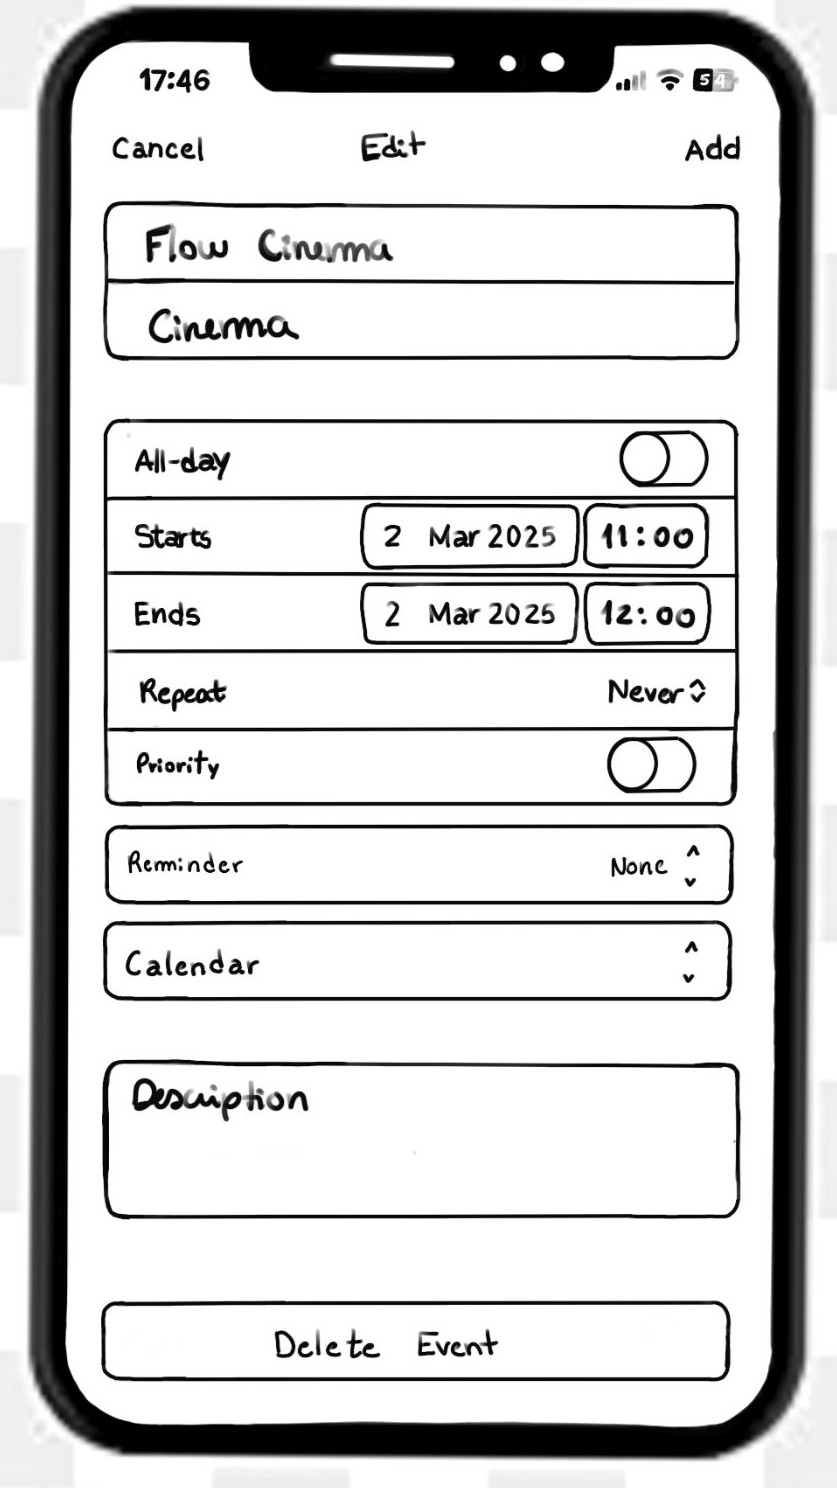 17:46 54
Cancel Edit Add
Flow Cinema
Cinema
All-day
Starts 2 Mar 2025 11:00
Ends 2 Mar 2025 12:00
Repeat Never
Priority
Reminder None
Calendar
Description
Delete Event